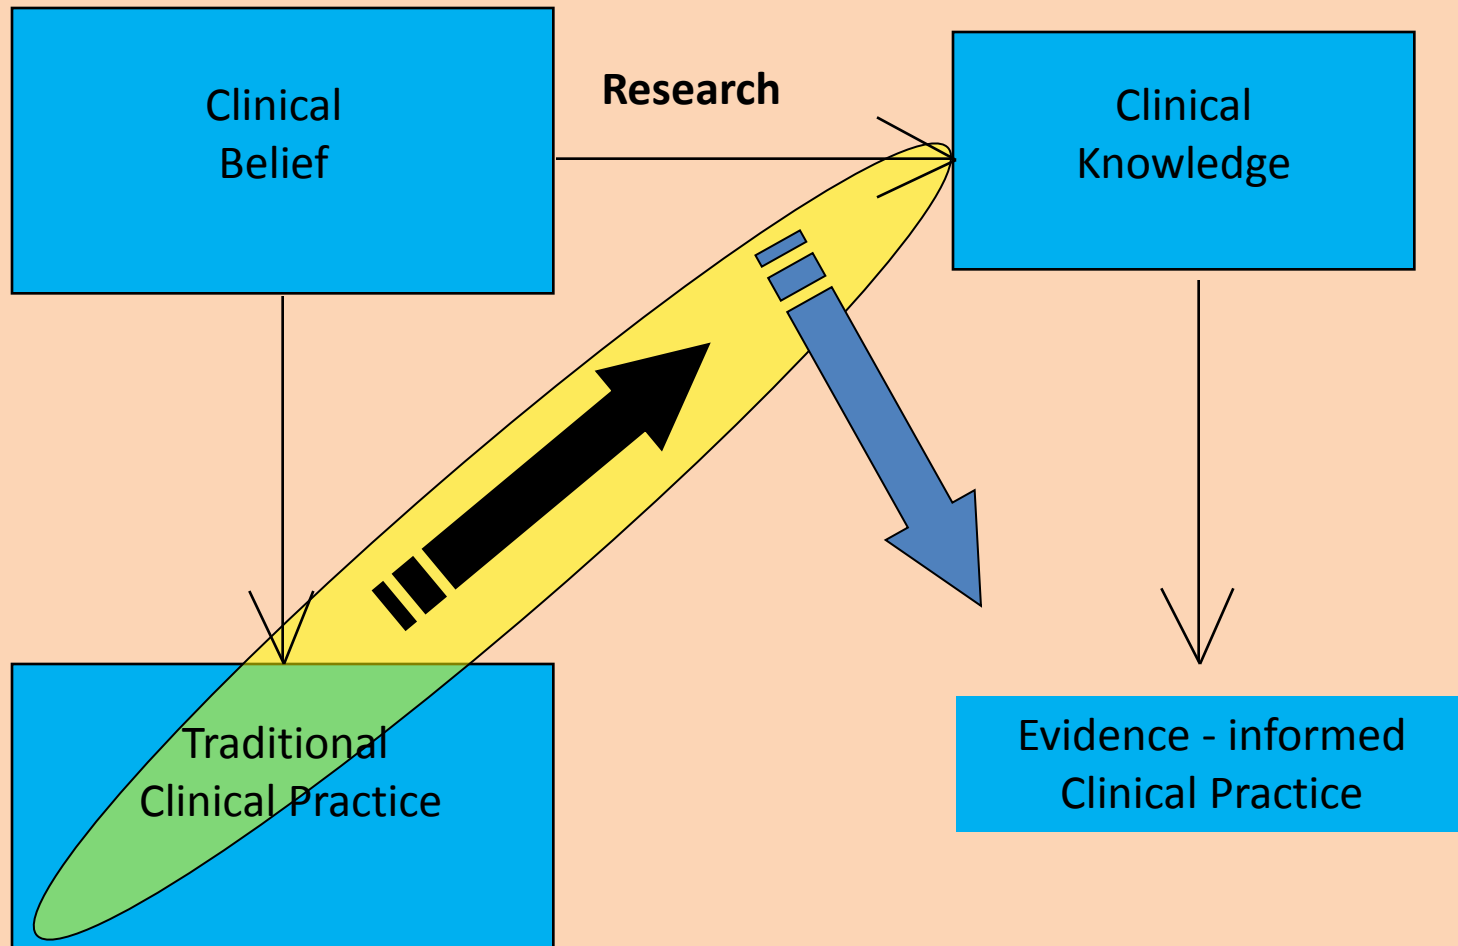 Clinical
Belief
Research
Clinical
Knowledge
Traditional
Clinical Practice
Evidence - informed
Clinical Practice